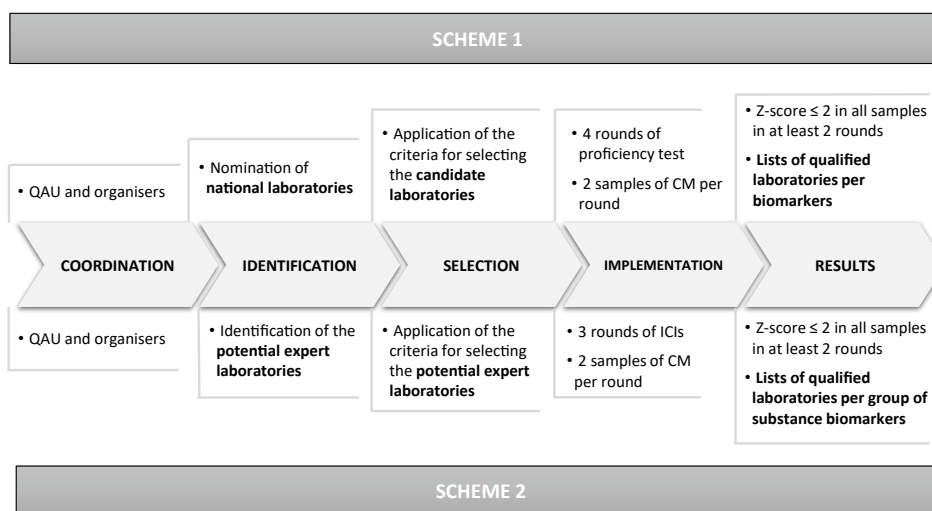 SCHEME 1
• QAU and organisers
• Nomination of
national laboratories
• Application of the
criteria for selecting
the candidate
laboratories
• 4 rounds of
proficiency test
• 2 samples of CM per
round
• Z-score ≤ 2 in all samples
in at least 2 rounds
• Lists of qualified
laboratories per
biomarkers
COORDINATION
IDENTIFICATION
SELECTION
IMPLEMENTATION
RESULTS
• QAU and organisers
• Identification of the
potential expert
laboratories
• Application of the
criteria for selecting
the potential expert
laboratories
• 3 rounds of ICIs
• 2 samples of CM
per round
• Z-score ≤ 2 in all samples
in at least 2 rounds
• Lists of qualified
laboratories per group of
substance biomarkers
SCHEME 2